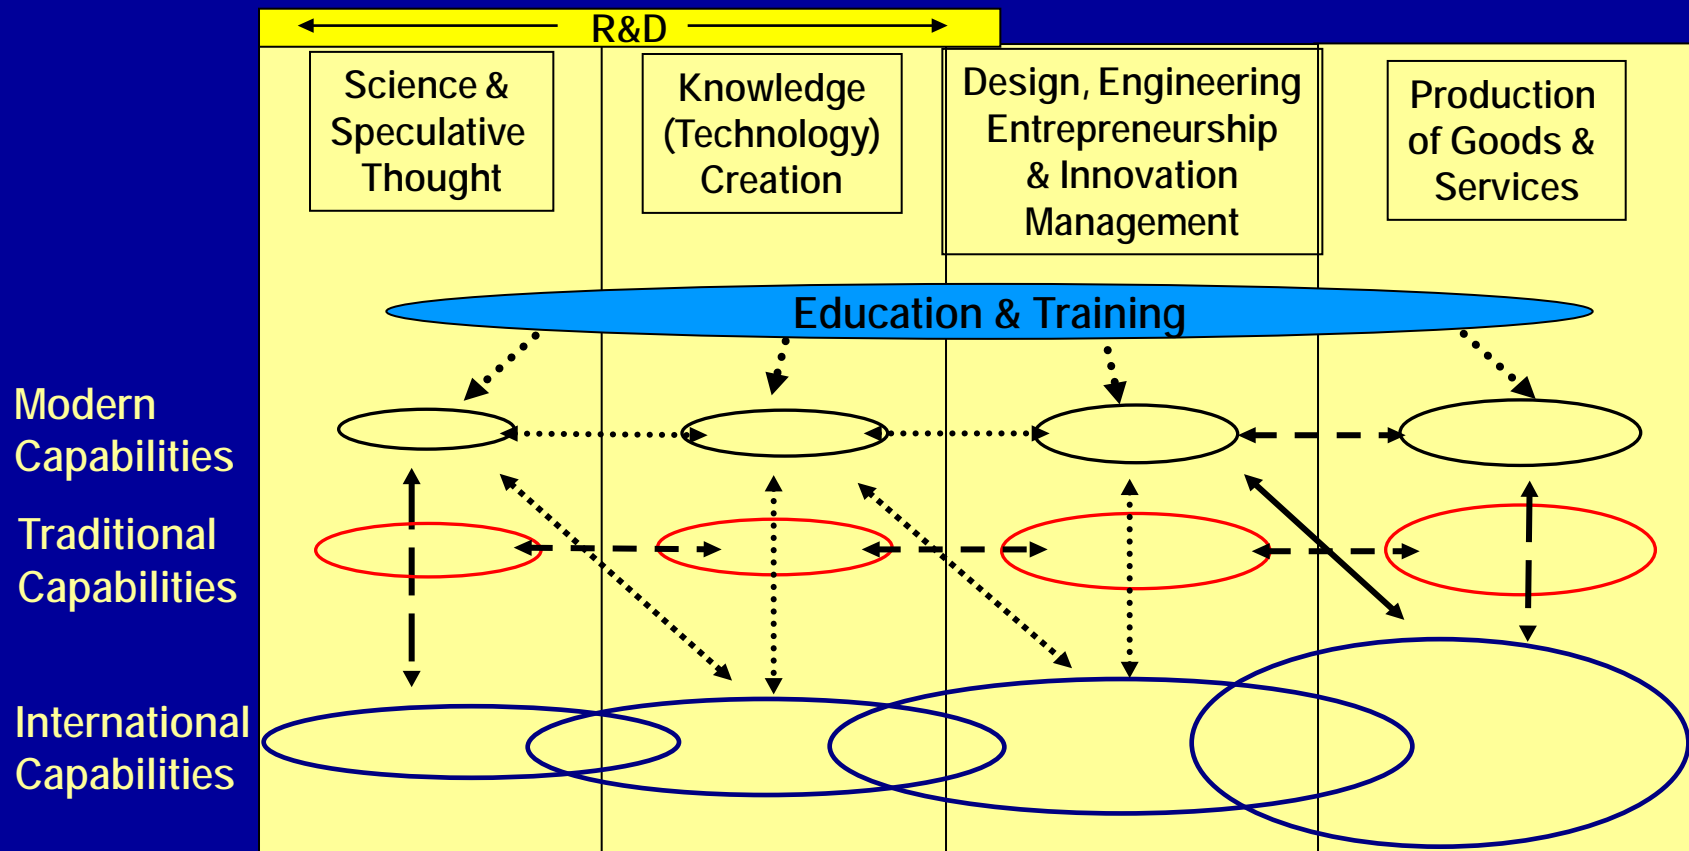 R&D
Science &
Speculative
Thought
Knowledge
(Technology)
Creation
Design, Engineering
Entrepreneurship
& Innovation
Management
Production
of Goods &
Services
Education & Training
Modern
Capabilities
Traditional
Capabilities
International
Capabilities